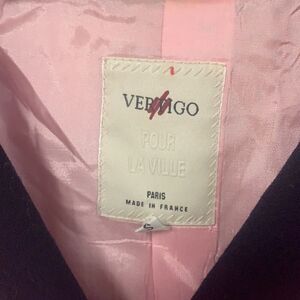 VERTIGO
POUR
LA VILLE
PARIS
MADE IN FRANCE